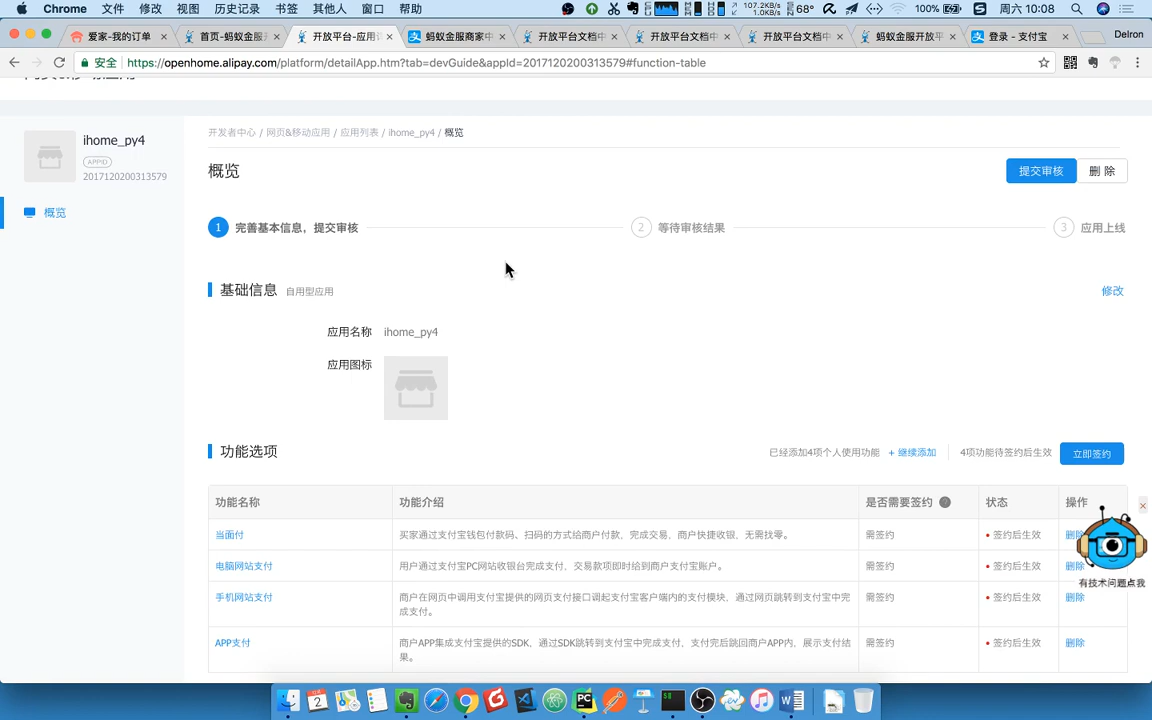 Chrome 文件 修改 视图 历史记录 书签 其他人 窗口 帮助 107.2KB/s 1.0KB/s 68° 100% 周六 10:08
爱家-我的订单 首页-蚂蚁金服 开放平台-应用 蚂蚁金服商家中 开放平台文档中 开放平台文档中 开放平台文档中 蚂蚁金服开放平 登录 - 支付宝 Delron
安全 https://openhome.alipay.com/platform/detailApp.htm?tab=devGuide&appId=2017120200313579#function-table
ihome_py4
APPID
2017120200313579
概览
开发者中心 / 网页&移动应用 / 应用列表 / ihome_py4 / 概览
概览
提交审核 删 除
1 完善基本信息，提交审核 2 等待审核结果 3 应用上线
基础信息 自用型应用 修改
应用名称 ihome_py4
应用图标
功能选项 已经添加4项个人使用功能 + 继续添加 4项功能待签约后生效 立即签约
功能名称 功能介绍 是否需要签约 ? 状态 操作
当面付 买家通过支付宝钱包付款码、扫码的方式给商户付款，完成交易，商户快捷收银，无需找零。 需签约 签约后生效 删除
电脑网站支付 用户通过支付宝PC网站收银台完成支付，交易款项即时给到商户支付宝账户。 需签约 签约后生效 删除
手机网站支付 商户在网页中调用支付宝提供的网页支付接口调起支付宝客户端内的支付模块，通过网页跳转到支付宝中完成支付。 需签约 签约后生效 删除
APP支付 商户APP集成支付宝提供的SDK，通过SDK跳转到支付宝中完成支付，支付完后跳回商户APP内，展示支付结果。 需签约 签约后生效 删除
有技术问题点我